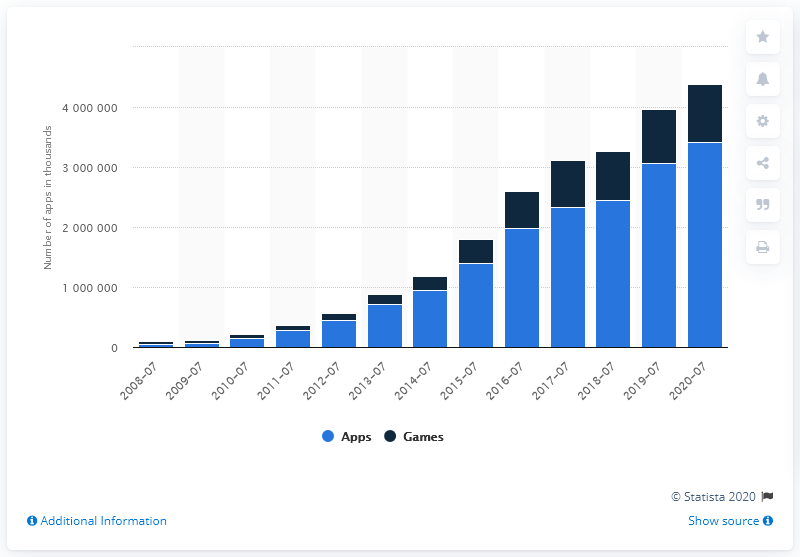 Number of apps in thousands
4 000 000
3 000 000
2 000 000
1 000 000
0
2008-07
2009-07
2010-07
2011-07
2012-07
2013-07
2014-07
2015-07
2016-07
2017-07
2018-07
2019-07
2020-07
Apps Games
© Statista 2020
Additional Information Show source